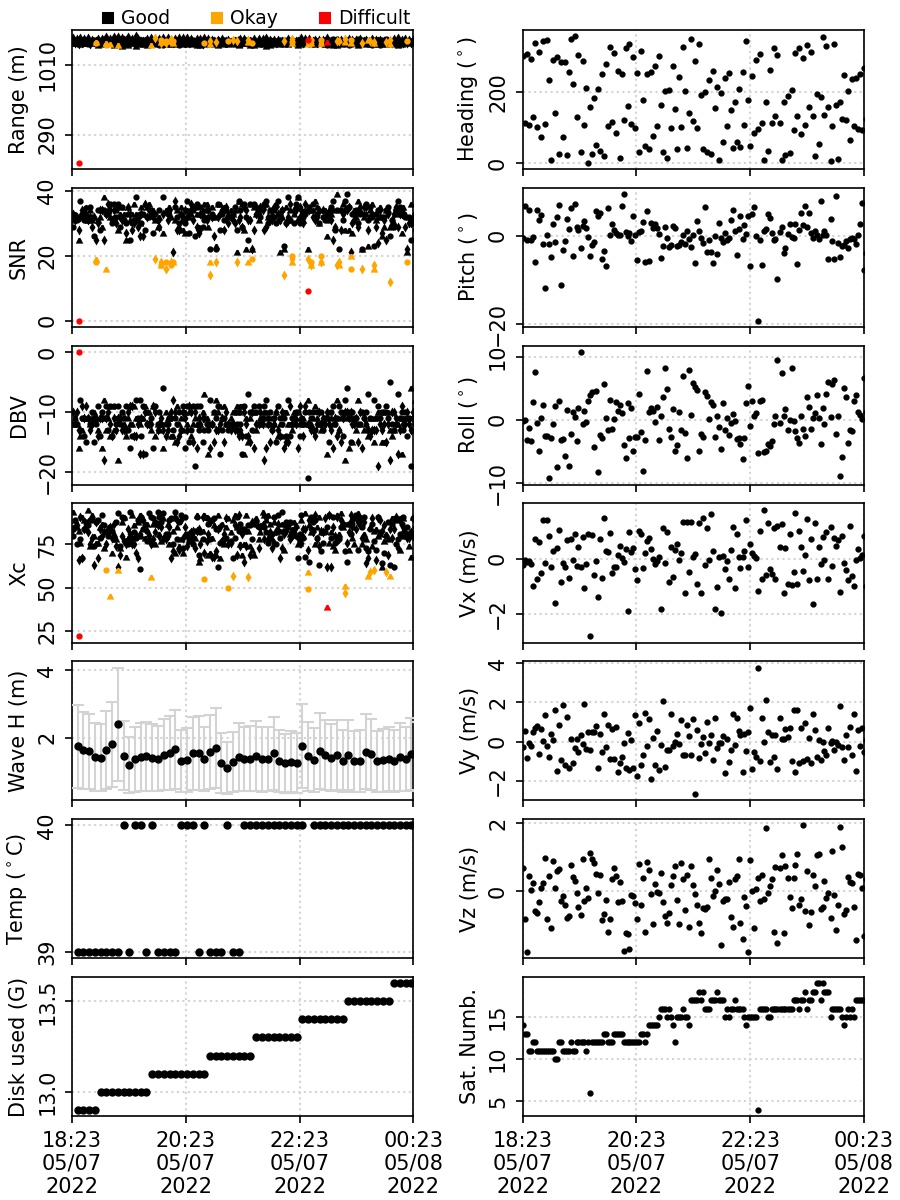 Good Okay Difficult
Range (m)
1010
290
Heading (°)
200
0
SNR
40
20
0
Pitch (°)
0
−20
DBV
0
−10
−20
Roll (°)
10
0
−10
Xc
75
50
25
Vx (m/s)
0
−2
Wave H (m)
4
2
Vy (m/s)
4
2
0
−2
Temp (°C)
40
39
Vz (m/s)
2
0
Disk used (G)
13.5
13.0
Sat. Numb.
15
10
5
18:23 20:23 22:23 00:23
05/07 05/07 05/07 05/08
2022 2022 2022 2022
18:23 20:23 22:23 00:23
05/07 05/07 05/07 05/08
2022 2022 2022 2022